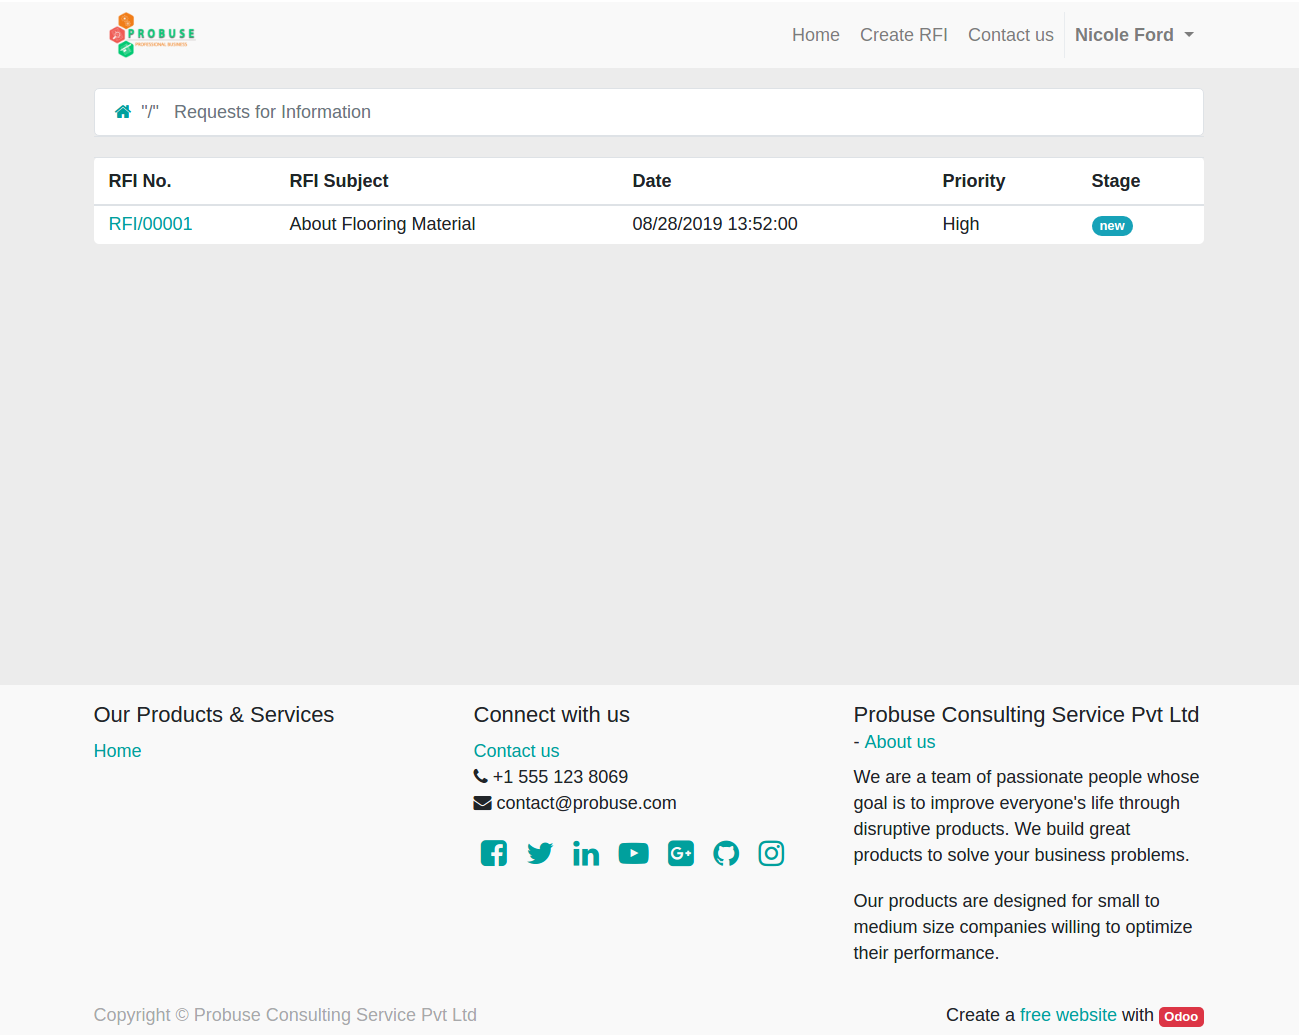 PROBUSE
PROFESSIONAL BUSINESS
Home Create RFI Contact us Nicole Ford
"/" Requests for Information
RFI No. RFI Subject Date Priority Stage
RFI/00001 About Flooring Material 08/28/2019 13:52:00 High new
Our Products & Services
Home
Connect with us
Contact us
+1 555 123 8069
contact@probuse.com
Probuse Consulting Service Pvt Ltd
- About us
We are a team of passionate people whose
goal is to improve everyone's life through
disruptive products. We build great
products to solve your business problems.
Our products are designed for small to
medium size companies willing to optimize
their performance.
Copyright © Probuse Consulting Service Pvt Ltd
Create a free website with Odoo